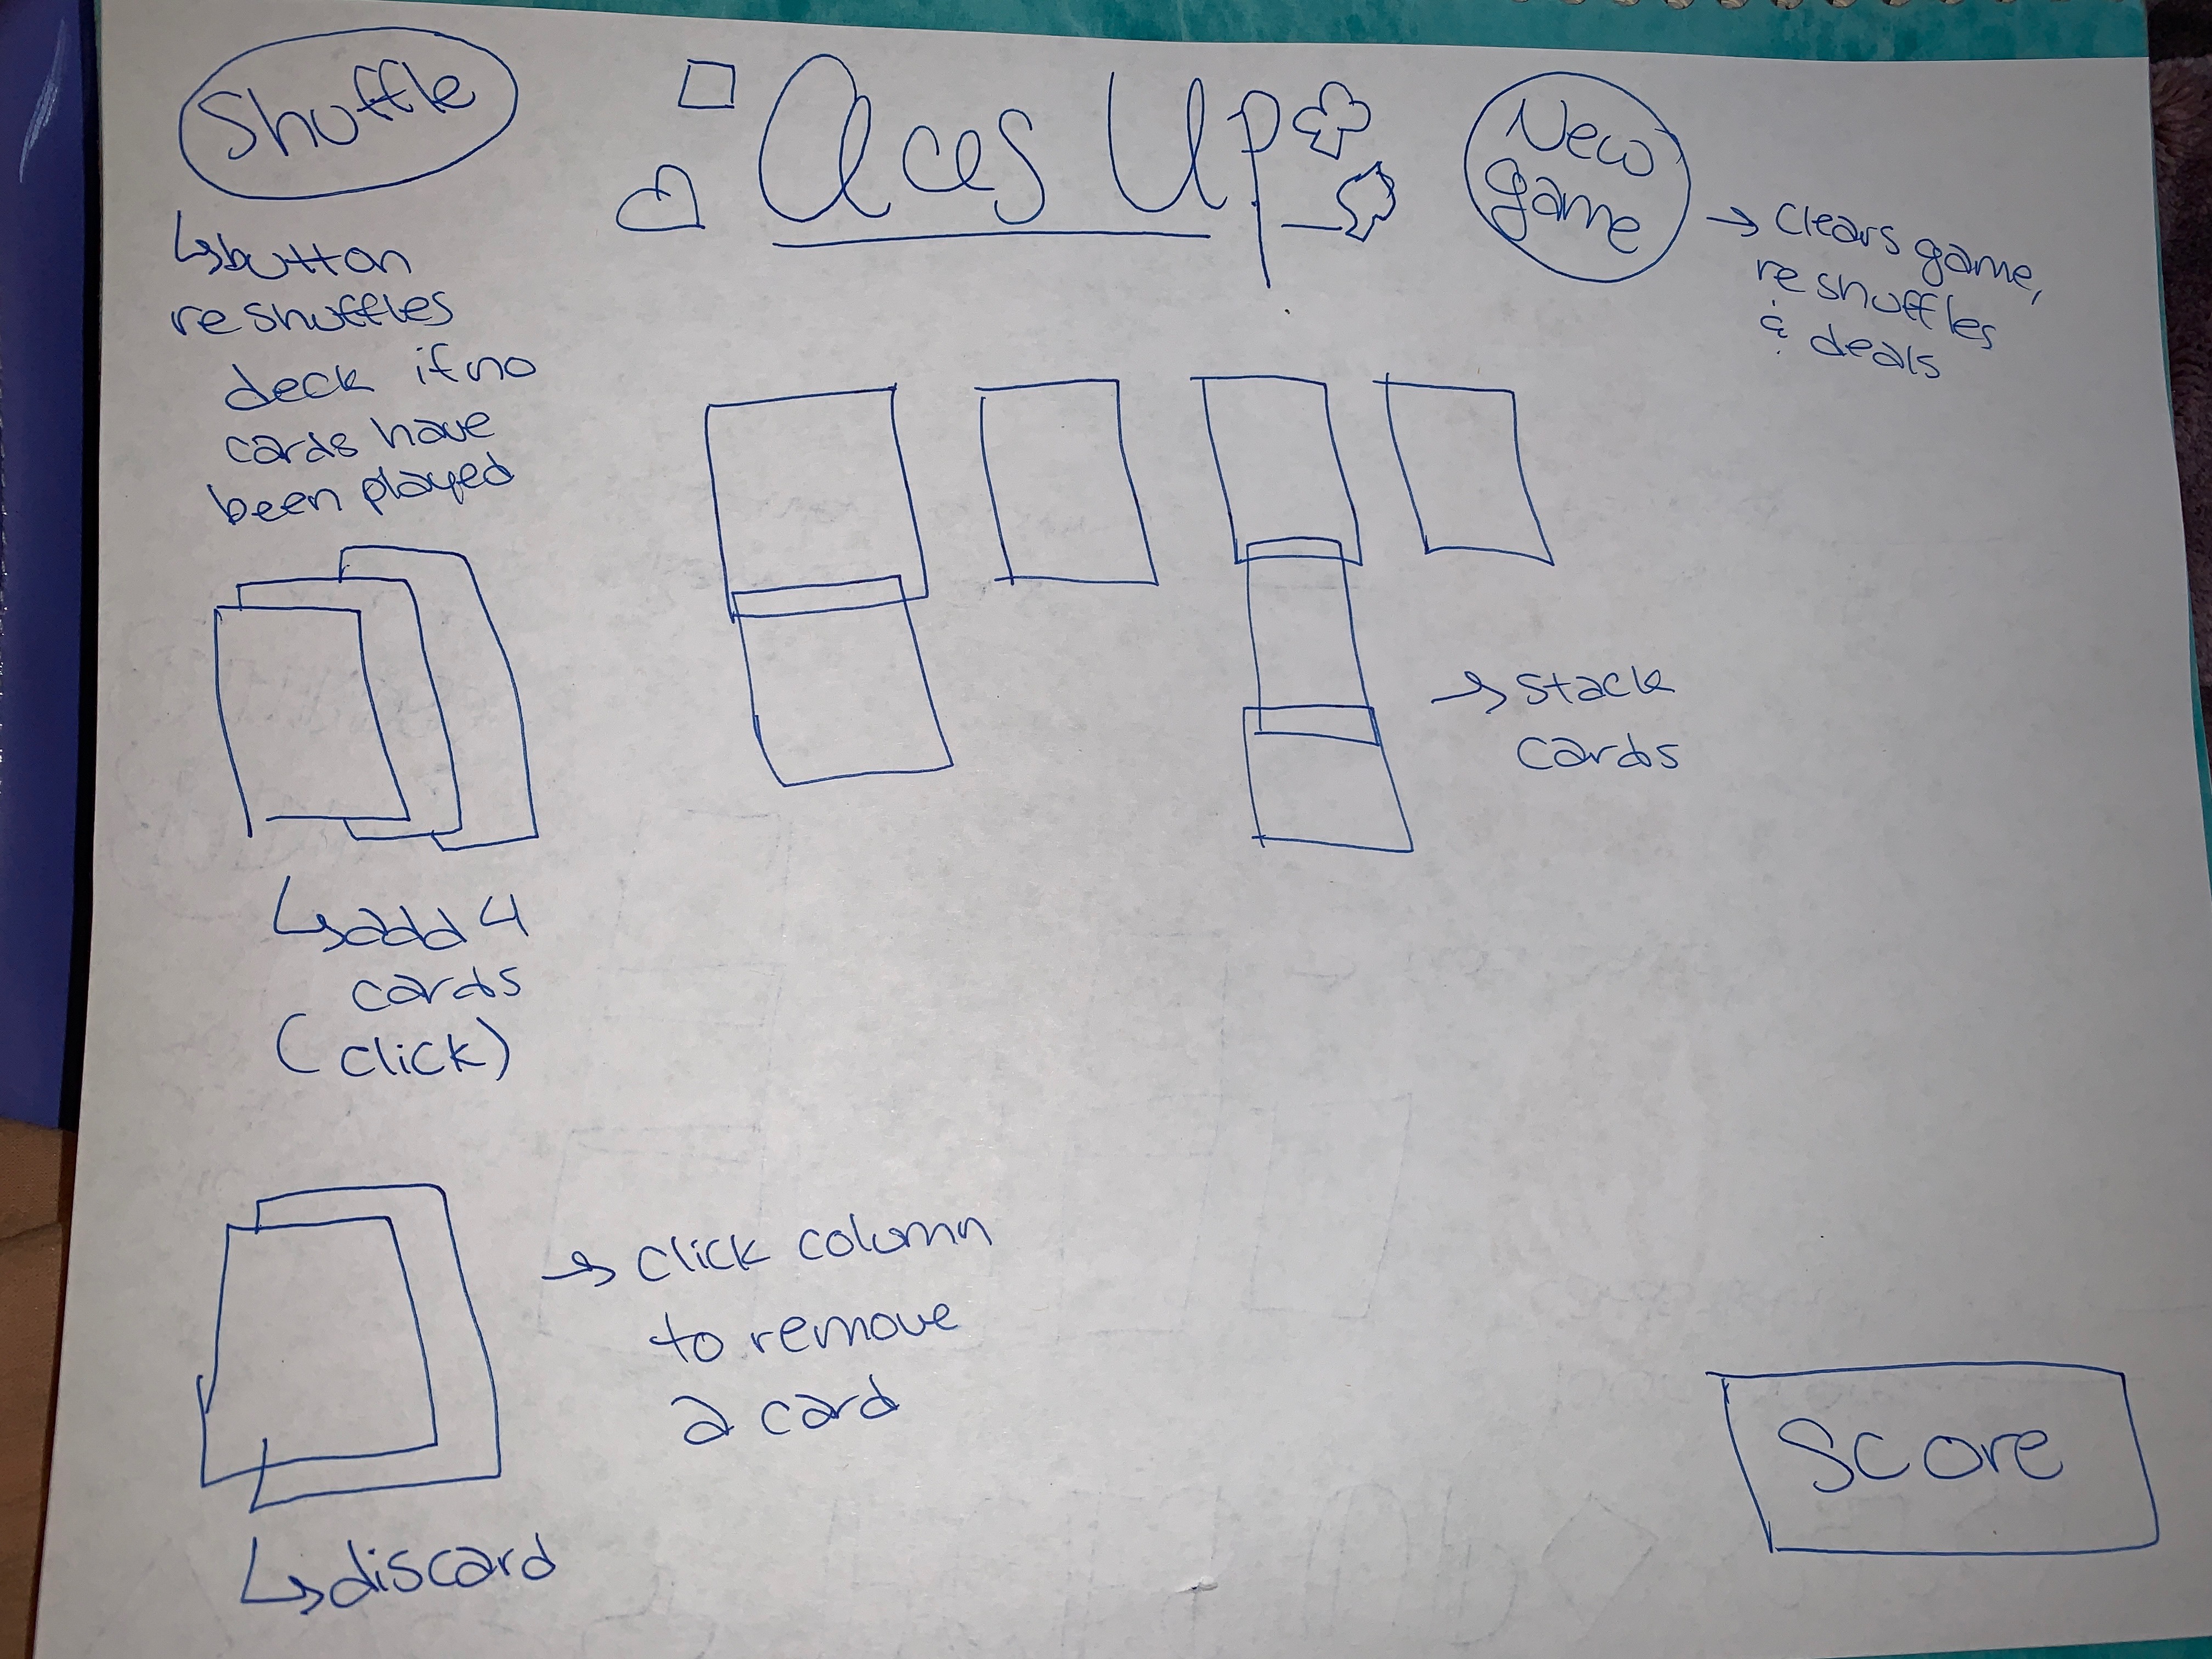 Shuffle
Aces Up
New
game
↳button
reshuffles
deck if no
cards have
been played
→ Clears game,
reshuffles
& deals
→ stack
cards
↳add 4
cards
(click)
→ click column
to remove
a card
Score
↳discard